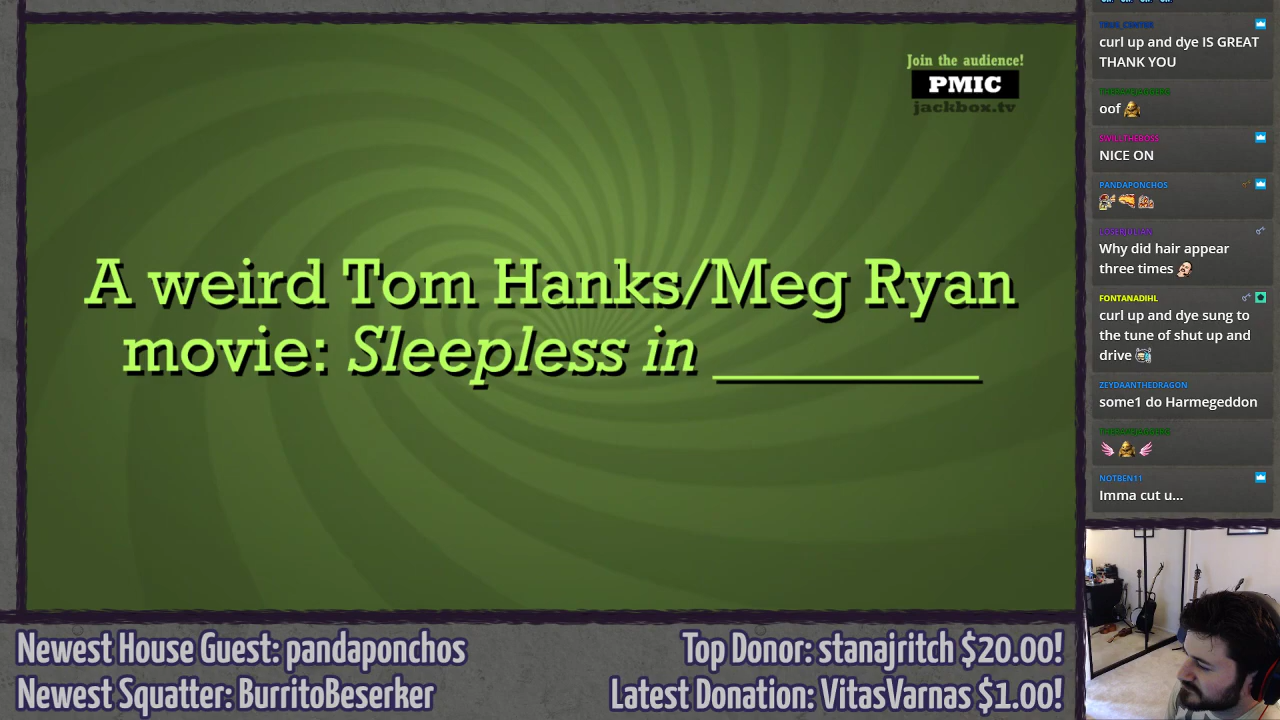 Join the audience!
PMIC
jackbox.tv
A weird Tom Hanks/Meg Ryan
movie: Sleepless in ________
curl up and dye IS GREAT
THANK YOU
oof
SWILLTHEBOSS
NICE ON
PANDAPONCHOS
Why did hair appear
three times
FONTANADIHL
curl up and dye sung to
the tune of shut up and
drive
ZEYDAANTHEDRAGON
some1 do Harmegeddon
NOTBEN11
Imma cut u...
Newest House Guest: pandaponchos
Newest Squatter: BurritoBeserker
Top Donor: stanajritch $20.00!
Latest Donation: VitasVarnas $1.00!